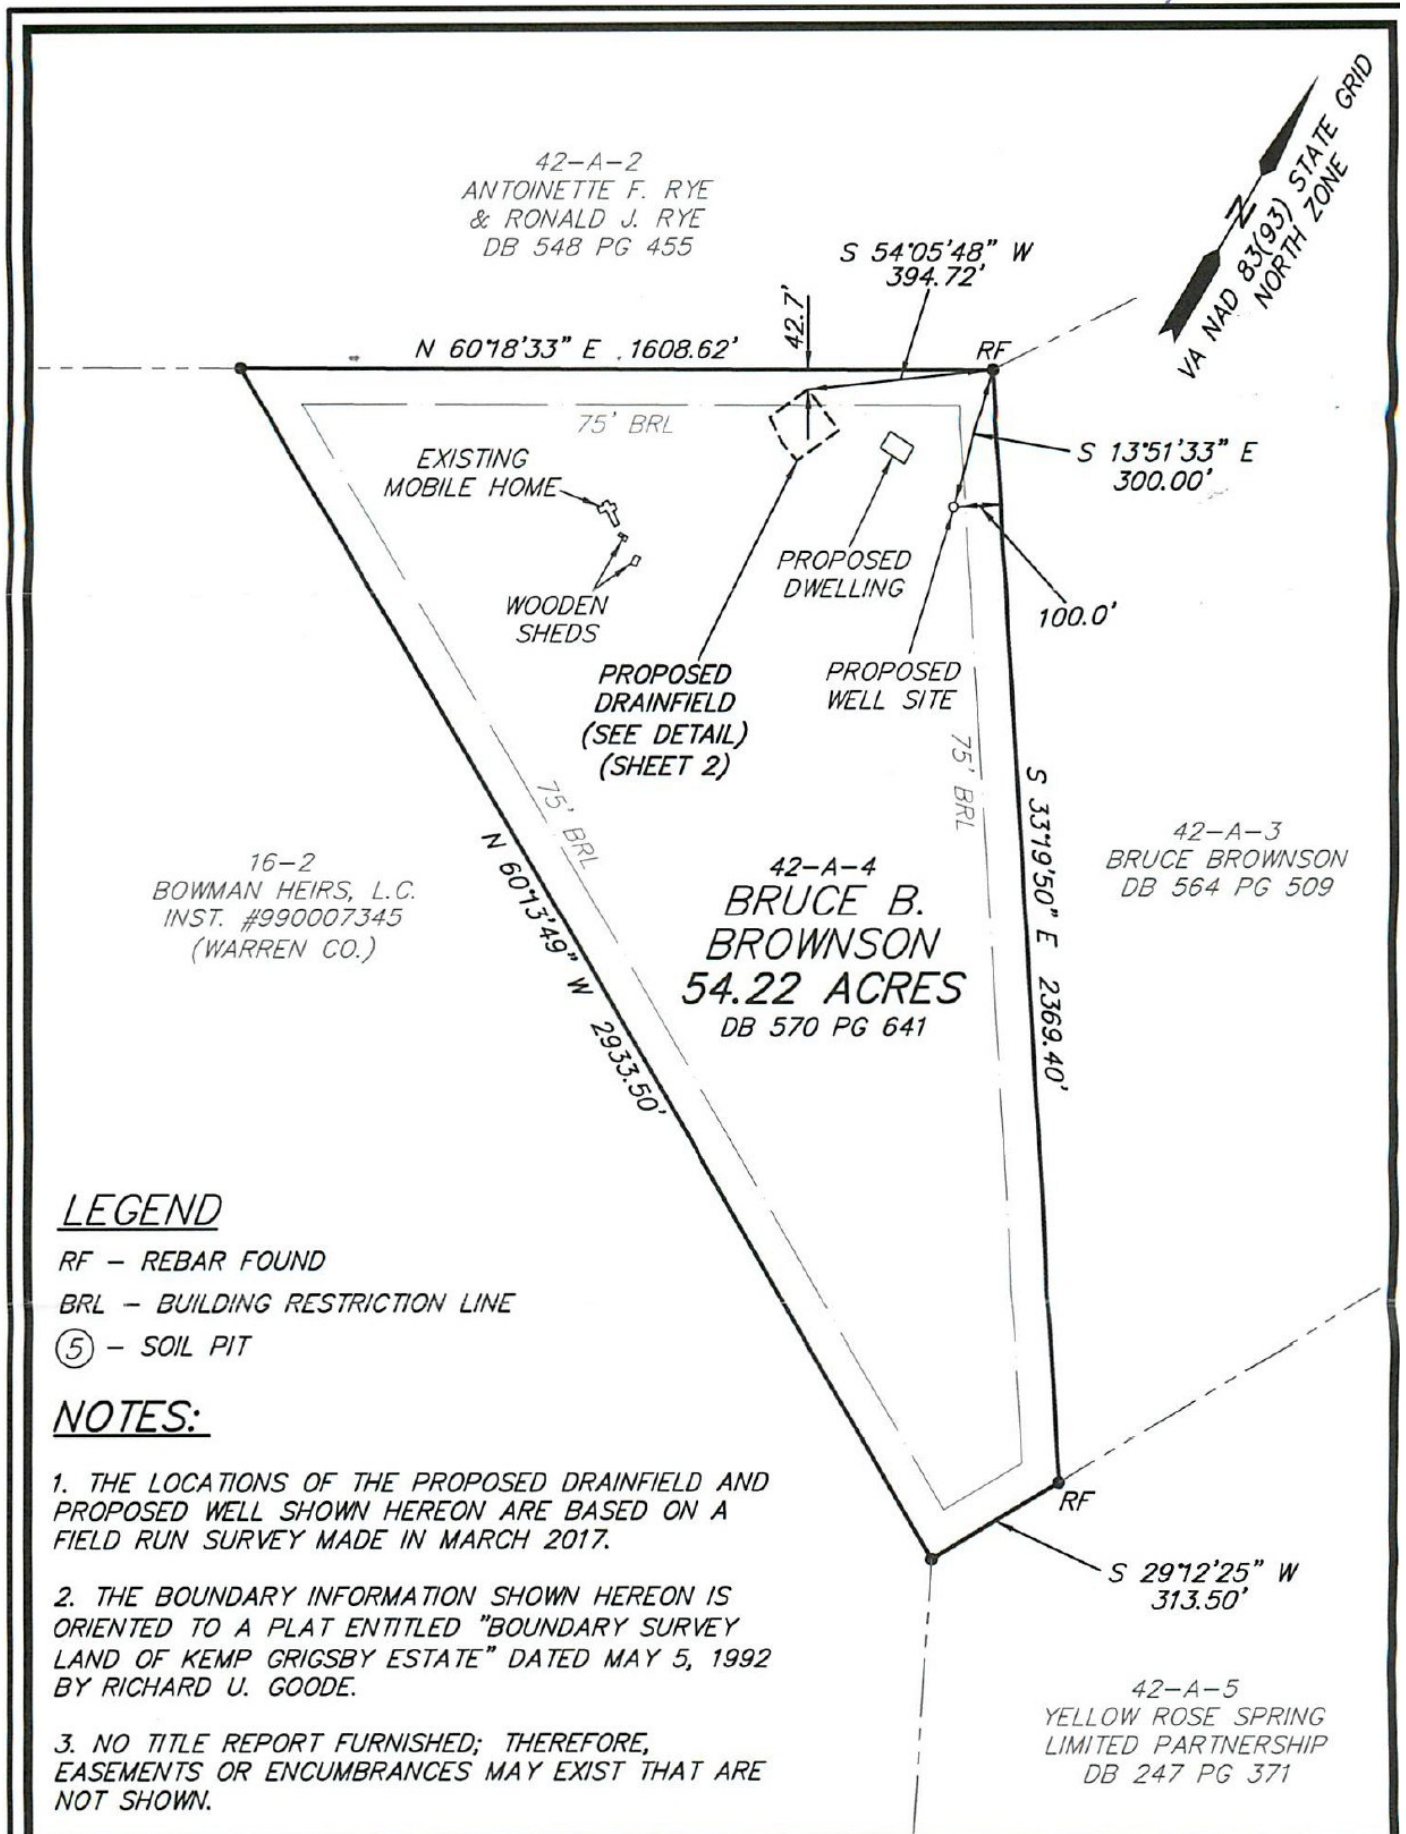 42-A-2
ANTOINETTE F. RYE
& RONALD J. RYE
DB 548 PG 455
VA NAD 83(93) STATE GRID
NORTH ZONE
N
S 54°05'48" W
394.72'
42.7'
N 60°18'33" E 1608.62'
RF
75' BRL
S 13°51'33" E
300.00'
EXISTING
MOBILE HOME
PROPOSED
DWELLING
WOODEN
SHEDS
100.0'
PROPOSED
DRAINFIELD
(SEE DETAIL)
(SHEET 2)
PROPOSED
WELL SITE
75' BRL
75' BRL
S 33°19'50" E 2369.40'
N 60°13'49" W 2933.50'
16-2
BOWMAN HEIRS, L.C.
INST. #990007345
(WARREN CO.)
42-A-4
BRUCE B.
BROWNSON
54.22 ACRES
DB 570 PG 641
42-A-3
BRUCE BROWNSON
DB 564 PG 509
LEGEND
RF - REBAR FOUND
BRL - BUILDING RESTRICTION LINE
5 - SOIL PIT
NOTES:
1. THE LOCATIONS OF THE PROPOSED DRAINFIELD AND
PROPOSED WELL SHOWN HEREON ARE BASED ON A
FIELD RUN SURVEY MADE IN MARCH 2017.
2. THE BOUNDARY INFORMATION SHOWN HEREON IS
ORIENTED TO A PLAT ENTITLED "BOUNDARY SURVEY
LAND OF KEMP GRIGSBY ESTATE" DATED MAY 5, 1992
BY RICHARD U. GOODE.
3. NO TITLE REPORT FURNISHED; THEREFORE,
EASEMENTS OR ENCUMBRANCES MAY EXIST THAT ARE
NOT SHOWN.
RF
S 29°12'25" W
313.50'
42-A-5
YELLOW ROSE SPRING
LIMITED PARTNERSHIP
DB 247 PG 371